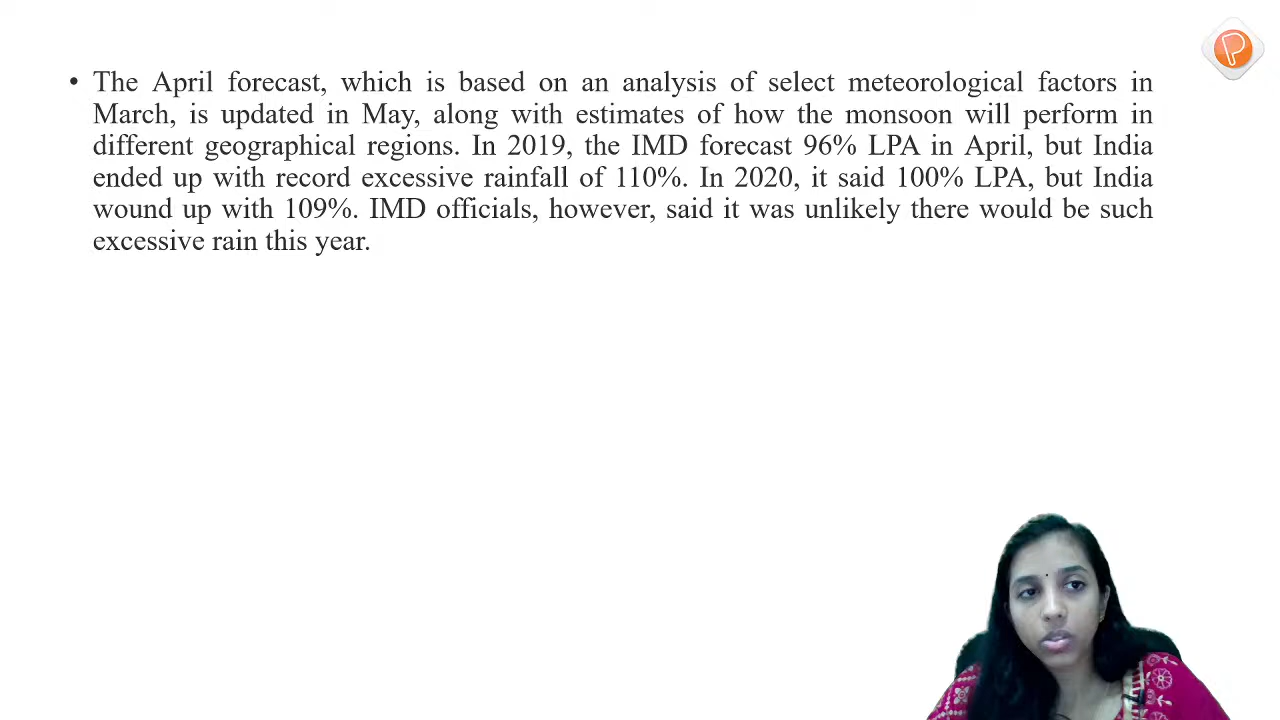 • The April forecast, which is based on an analysis of select meteorological factors in
March, is updated in May, along with estimates of how the monsoon will perform in
different geographical regions. In 2019, the IMD forecast 96% LPA in April, but India
ended up with record excessive rainfall of 110%. In 2020, it said 100% LPA, but India
wound up with 109%. IMD officials, however, said it was unlikely there would be such
excessive rain this year.
P